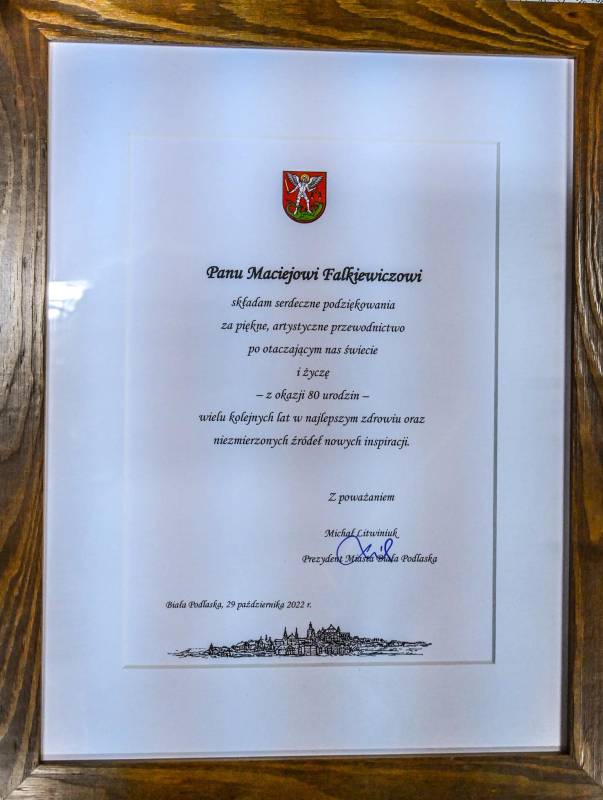 Panu Maciejowi Falkiewiczowi
składam serdeczne podziękowania
za piękne, artystyczne przewodnictwo
po otaczającym nas świecie
i życzę
– z okazji 80 urodzin –
wielu kolejnych lat w najlepszym zdrowiu oraz
niezmierzonych źródeł nowych inspiracji.
Z poważaniem
Michał Litwiniuk
Prezydent Miasta Biała Podlaska
Biała Podlaska, 29 października 2022 r.